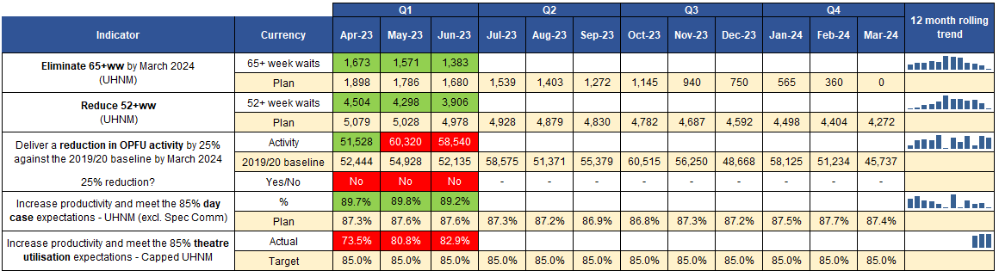 Q1 Q2 Q3 Q4
Indicator Currency Apr-23 May-23 Jun-23 Jul-23 Aug-23 Sep-23 Oct-23 Nov-23 Dec-23 Jan-24 Feb-24 Mar-24 12 month rolling
trend
Eliminate 65+ww by March 2024
(UHNM)
65+ week waits 1,673 1,571 1,383
Plan 1,898 1,786 1,680 1,539 1,403 1,272 1,145 940 750 565 360 0
Reduce 52+ww
(UHNM)
52+ week waits 4,504 4,298 3,906
Plan 5,079 5,028 4,978 4,928 4,879 4,830 4,782 4,687 4,592 4,498 4,404 4,272
Deliver a reduction in OPFU activity by 25%
against the 2019/20 baseline by March 2024
Activity 51,528 60,320 58,540
2019/20 baseline 52,444 54,928 52,135 58,575 51,371 55,379 60,515 56,250 48,668 58,125 51,234 45,737
25% reduction? Yes/No No No No - - - - - - - - -
Increase productivity and meet the 85% day
case expectations - UHNM (excl. Spec Comm)
% 89.7% 89.8% 89.2%
Plan 87.3% 87.6% 87.6% 87.3% 87.2% 86.9% 86.8% 87.3% 87.2% 87.5% 87.7% 87.4%
Increase productivity and meet the 85% theatre
utilisation expectations - Capped UHNM
Actual 73.5% 80.8% 82.9%
Target 85.0% 85.0% 85.0% 85.0% 85.0% 85.0% 85.0% 85.0% 85.0% 85.0% 85.0% 85.0%